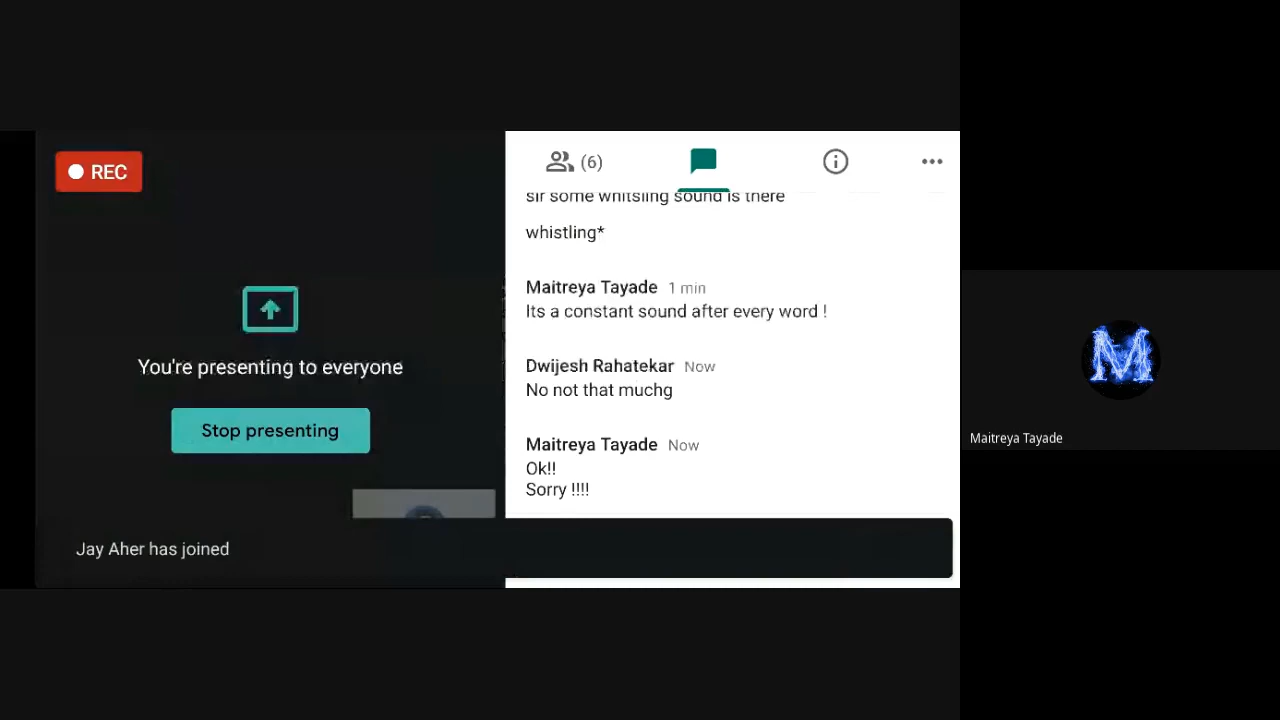 REC
You're presenting to everyone
Stop presenting
Jay Aher has joined
(6)
sir some whitsling sound is there
whistling*
Maitreya Tayade 1 min
Its a constant sound after every word !
Dwijesh Rahatekar Now
No not that muchg
Maitreya Tayade Now
Ok!!
Sorry !!!!
M
Maitreya Tayade